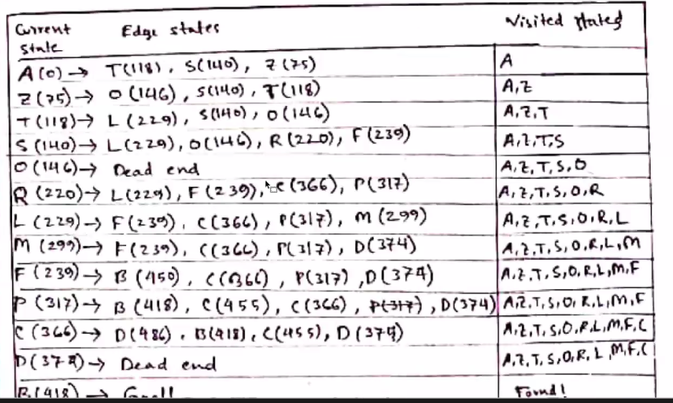 Current state Edge states Visited states
A(0) → T(118), S(140), Z(75) A
Z(75) → O(146), S(140), T(118) A,Z
T(118) → L(229), S(140), O(146) A,Z,T
S(140) → L(229), O(146), R(220), F(239) A,Z,T,S
O(146) → Dead end A,Z,T,S,O
R(220) → L(229), F(239), C(366), P(317) A,Z,T,S,O,R
L(229) → F(239), C(366), P(317), M(299) A,Z,T,S,O,R,L
M(299) → F(239), C(366), P(317), D(374) A,Z,T,S,O,R,L,M
F(239) → B(450), C(366), P(317), D(374) A,Z,T,S,O,R,L,M,F
P(317) → B(418), C(455), C(366), P(317), D(374) A,Z,T,S,O,R,L,M,F
C(366) → D(486), B(418), C(455), D(374) A,Z,T,S,O,R,L,M,F,C
D(374) → Dead end A,Z,T,S,O,R,L,M,F,C
B(418) → Goal! Found!